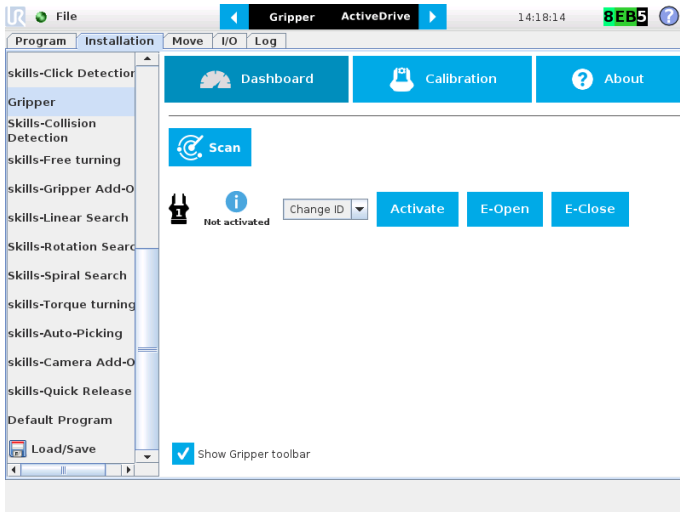 UR File Gripper ActiveDrive 14:18:14 8EB5 ?
Program Installation Move I/O Log
skills-Click Detection
Gripper
Skills-Collision
Detection
skills-Free turning
skills-Gripper Add-O
skills-Linear Search
Skills-Rotation Searc
Skills-Spiral Search
skills-Torque turning
skills-Auto-Picking
skills-Camera Add-O
skills-Quick Release
Default Program
Load/Save
Dashboard Calibration ? About
Scan
1 i Not activated Change ID Activate E-Open E-Close
Show Gripper toolbar